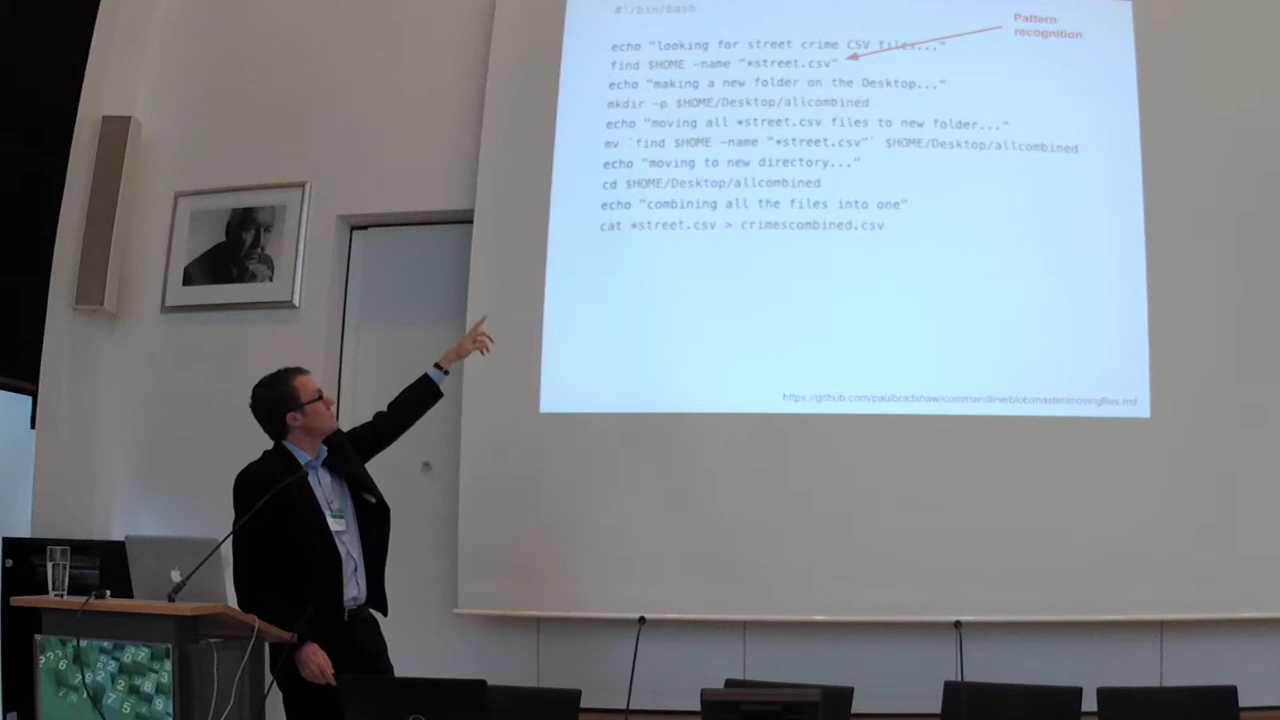 #!/bin/bash
Pattern-
recognition
echo "looking for street crime CSV files..."
find $HOME -name "*street.csv"
echo "making a new folder on the Desktop..."
mkdir -p $HOME/Desktop/allcombined
echo "moving all *street.csv files to new folder..."
mv `find $HOME -name "*street.csv"` $HOME/Desktop/allcombined
echo "moving to new directory..."
cd $HOME/Desktop/allcombined
echo "combining all the files into one"
cat *street.csv > crimescombined.csv
https://github.com/paulbradshaw/commandline/blob/master/movingfiles.md